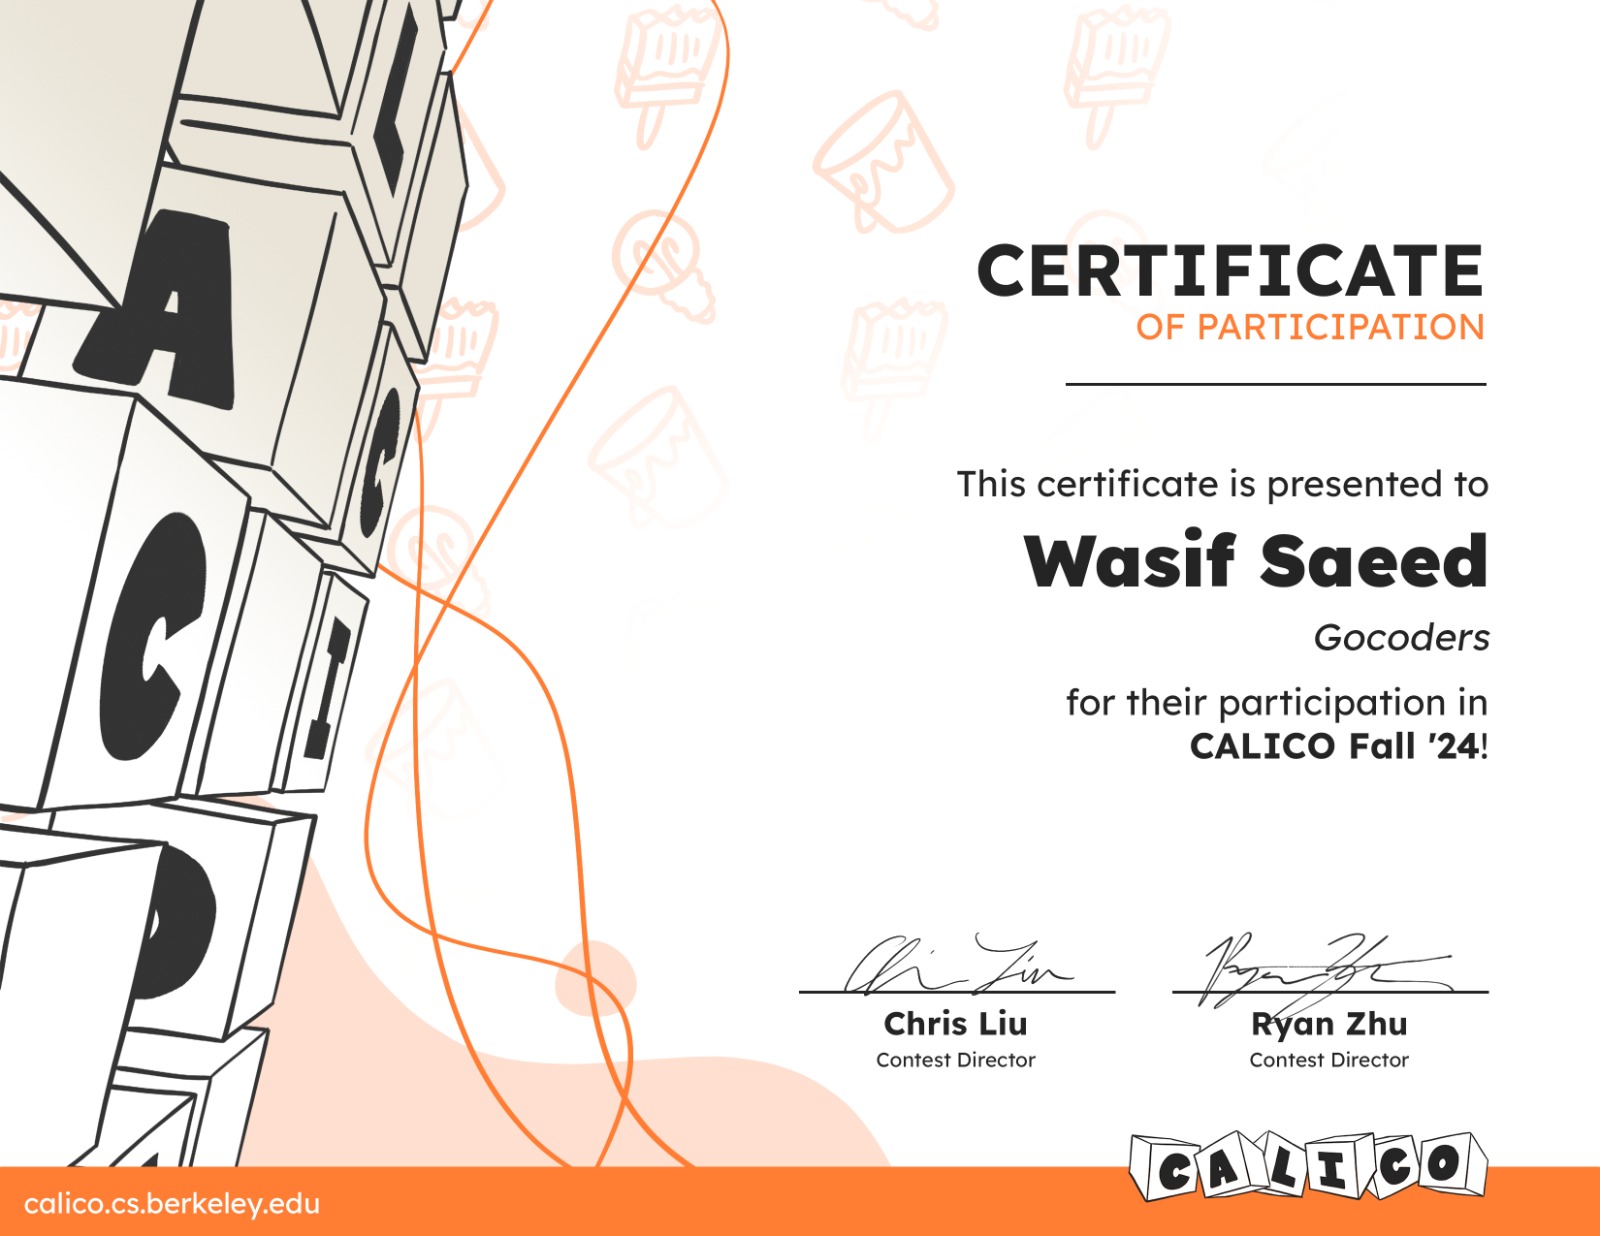 CERTIFICATE
OF PARTICIPATION
This certificate is presented to
Wasif Saeed
Gocoders
for their participation in
CALICO Fall '24!
Chris Liu
Contest Director
Ryan Zhu
Contest Director
CALICO
calico.cs.berkeley.edu